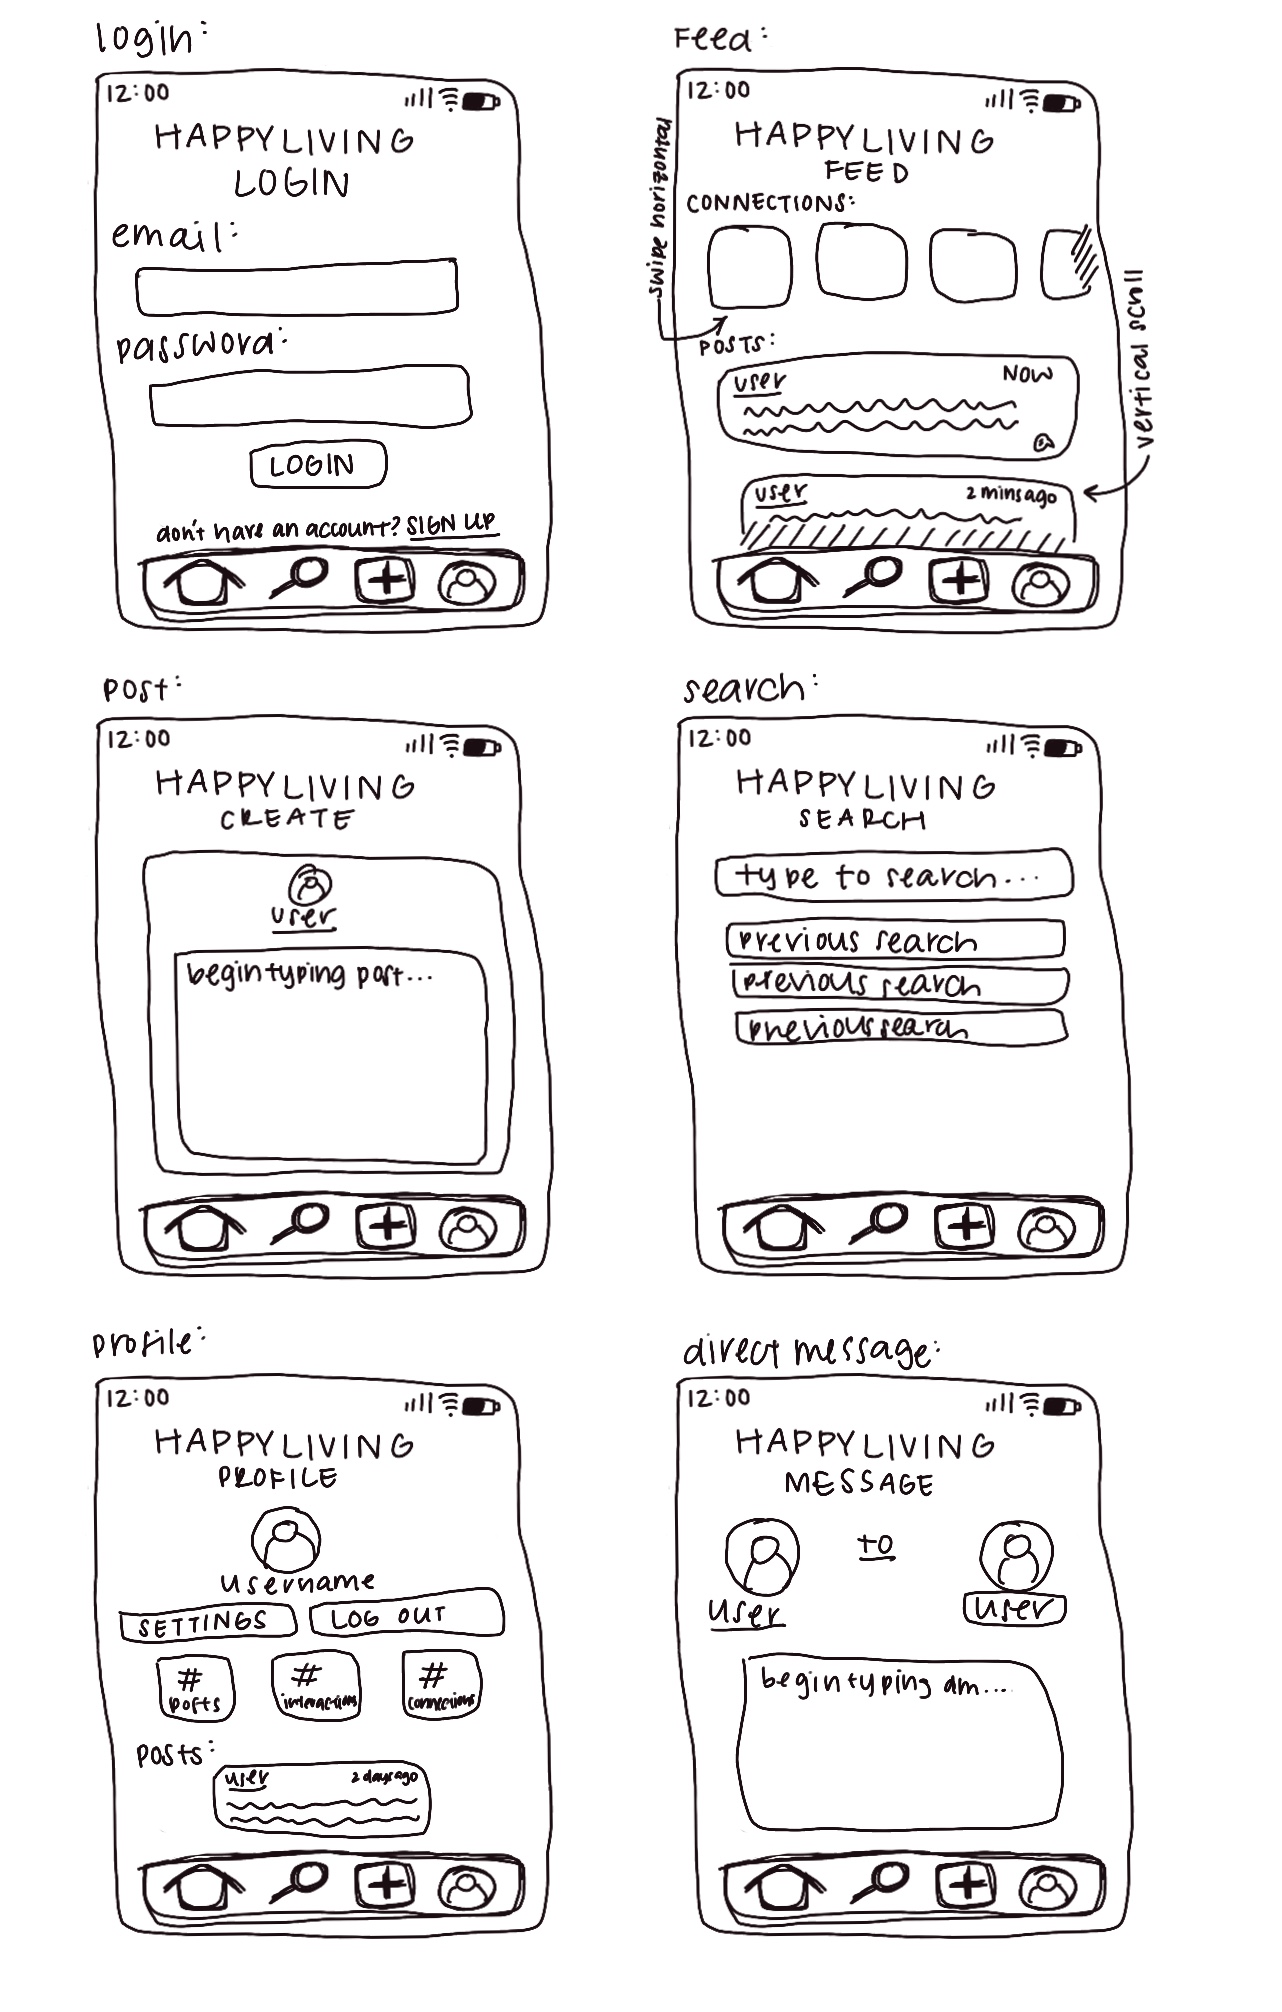 login:
12:00
HAPPYLIVING
LOGIN
email:
password:
LOGIN
don't have an account? SIGN UP
Feed:
12:00
HAPPYLIVING
FEED
CONNECTIONS:
swipe horizontal
POSTS:
user NOW
user 2 mins ago
vertical scroll
post:
12:00
HAPPYLIVING
CREATE
user
begin typing post...
search:
12:00
HAPPYLIVING
SEARCH
type to search...
previous search
previous search
previous search
profile:
12:00
HAPPYLIVING
PROFILE
username
SETTINGS LOG OUT
# # #
posts interactions connections
posts:
user 2 days ago
direct message:
12:00
HAPPYLIVING
MESSAGE
to
user user
begin typing dm...